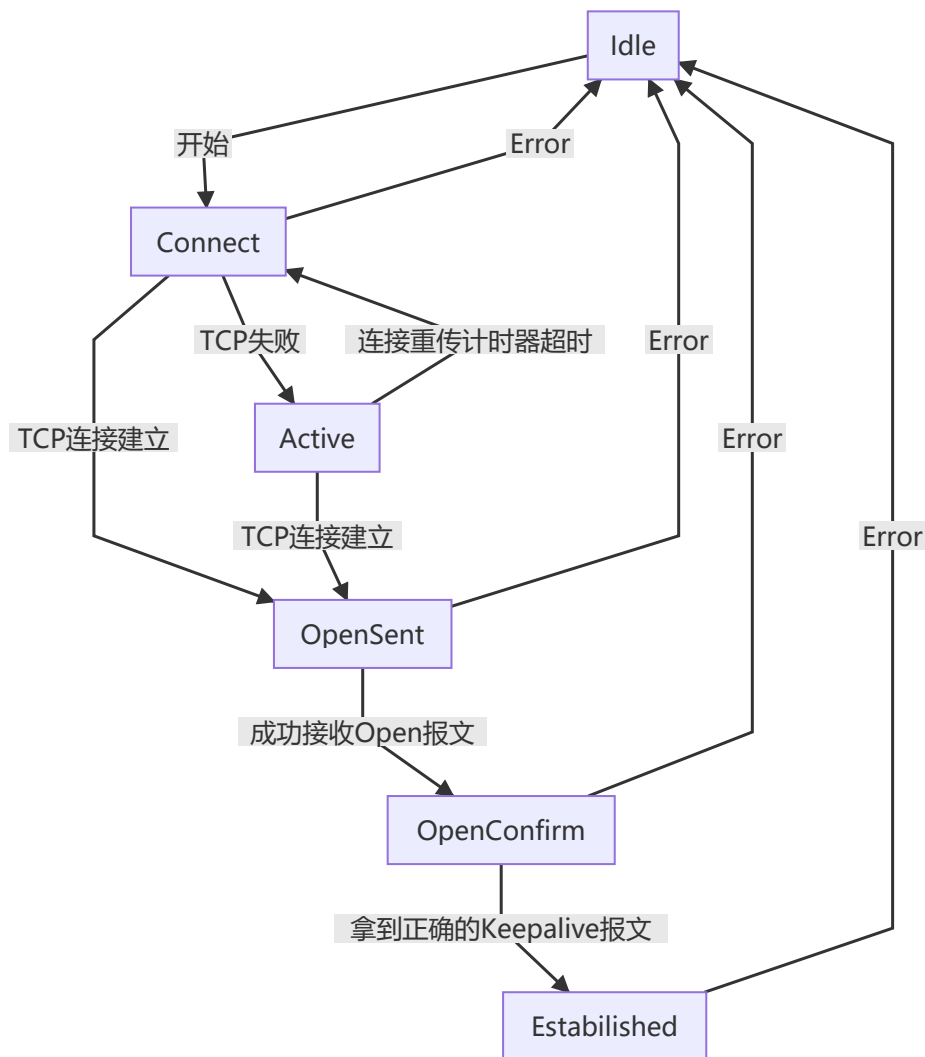 Idle
开始
Error
Connect
TCP失败
连接重传计时器超时
Error
TCP连接建立
Active
Error
TCP连接建立
Error
OpenSent
成功接收Open报文
OpenConfirm
拿到正确的Keepalive报文
Estabilished